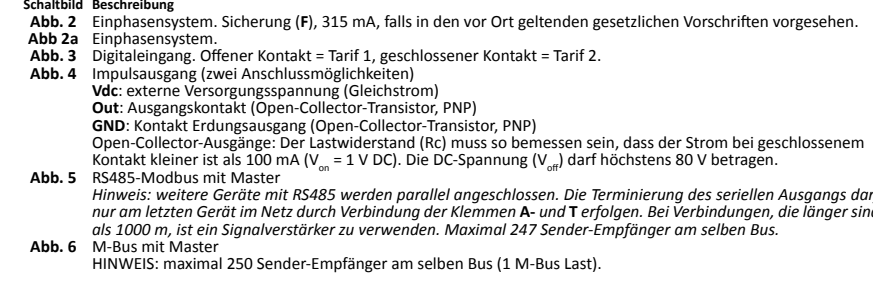 Schaltbild Beschreibung
Abb. 2 Einphasensystem. Sicherung (F), 315 mA, falls in den vor Ort geltenden gesetzlichen Vorschriften vorgesehen.
Abb 2a Einphasensystem.
Abb. 3 Digitaleingang. Offener Kontakt = Tarif 1, geschlossener Kontakt = Tarif 2.
Abb. 4 Impulsausgang (zwei Anschlussmöglichkeiten)
Vdc: externe Versorgungsspannung (Gleichstrom)
Out: Ausgangskontakt (Open-Collector-Transistor, PNP)
GND: Kontakt Erdungsausgang (Open-Collector-Transistor, PNP)
Open-Collector-Ausgänge: Der Lastwiderstand (Rc) muss so bemessen sein, dass der Strom bei geschlossenem
Kontakt kleiner ist als 100 mA (Von = 1 V DC). Die DC-Spannung (Voff) darf höchstens 80 V betragen.
Abb. 5 RS485-Modbus mit Master
Hinweis: weitere Geräte mit RS485 werden parallel angeschlossen. Die Terminierung des seriellen Ausgangs dar
nur am letzten Gerät im Netz durch Verbindung der Klemmen A- und T erfolgen. Bei Verbindungen, die länger sind
als 1000 m, ist ein Signalverstärker zu verwenden. Maximal 247 Sender-Empfänger am selben Bus.
Abb. 6 M-Bus mit Master
HINWEIS: maximal 250 Sender-Empfänger am selben Bus (1 M-Bus Last).